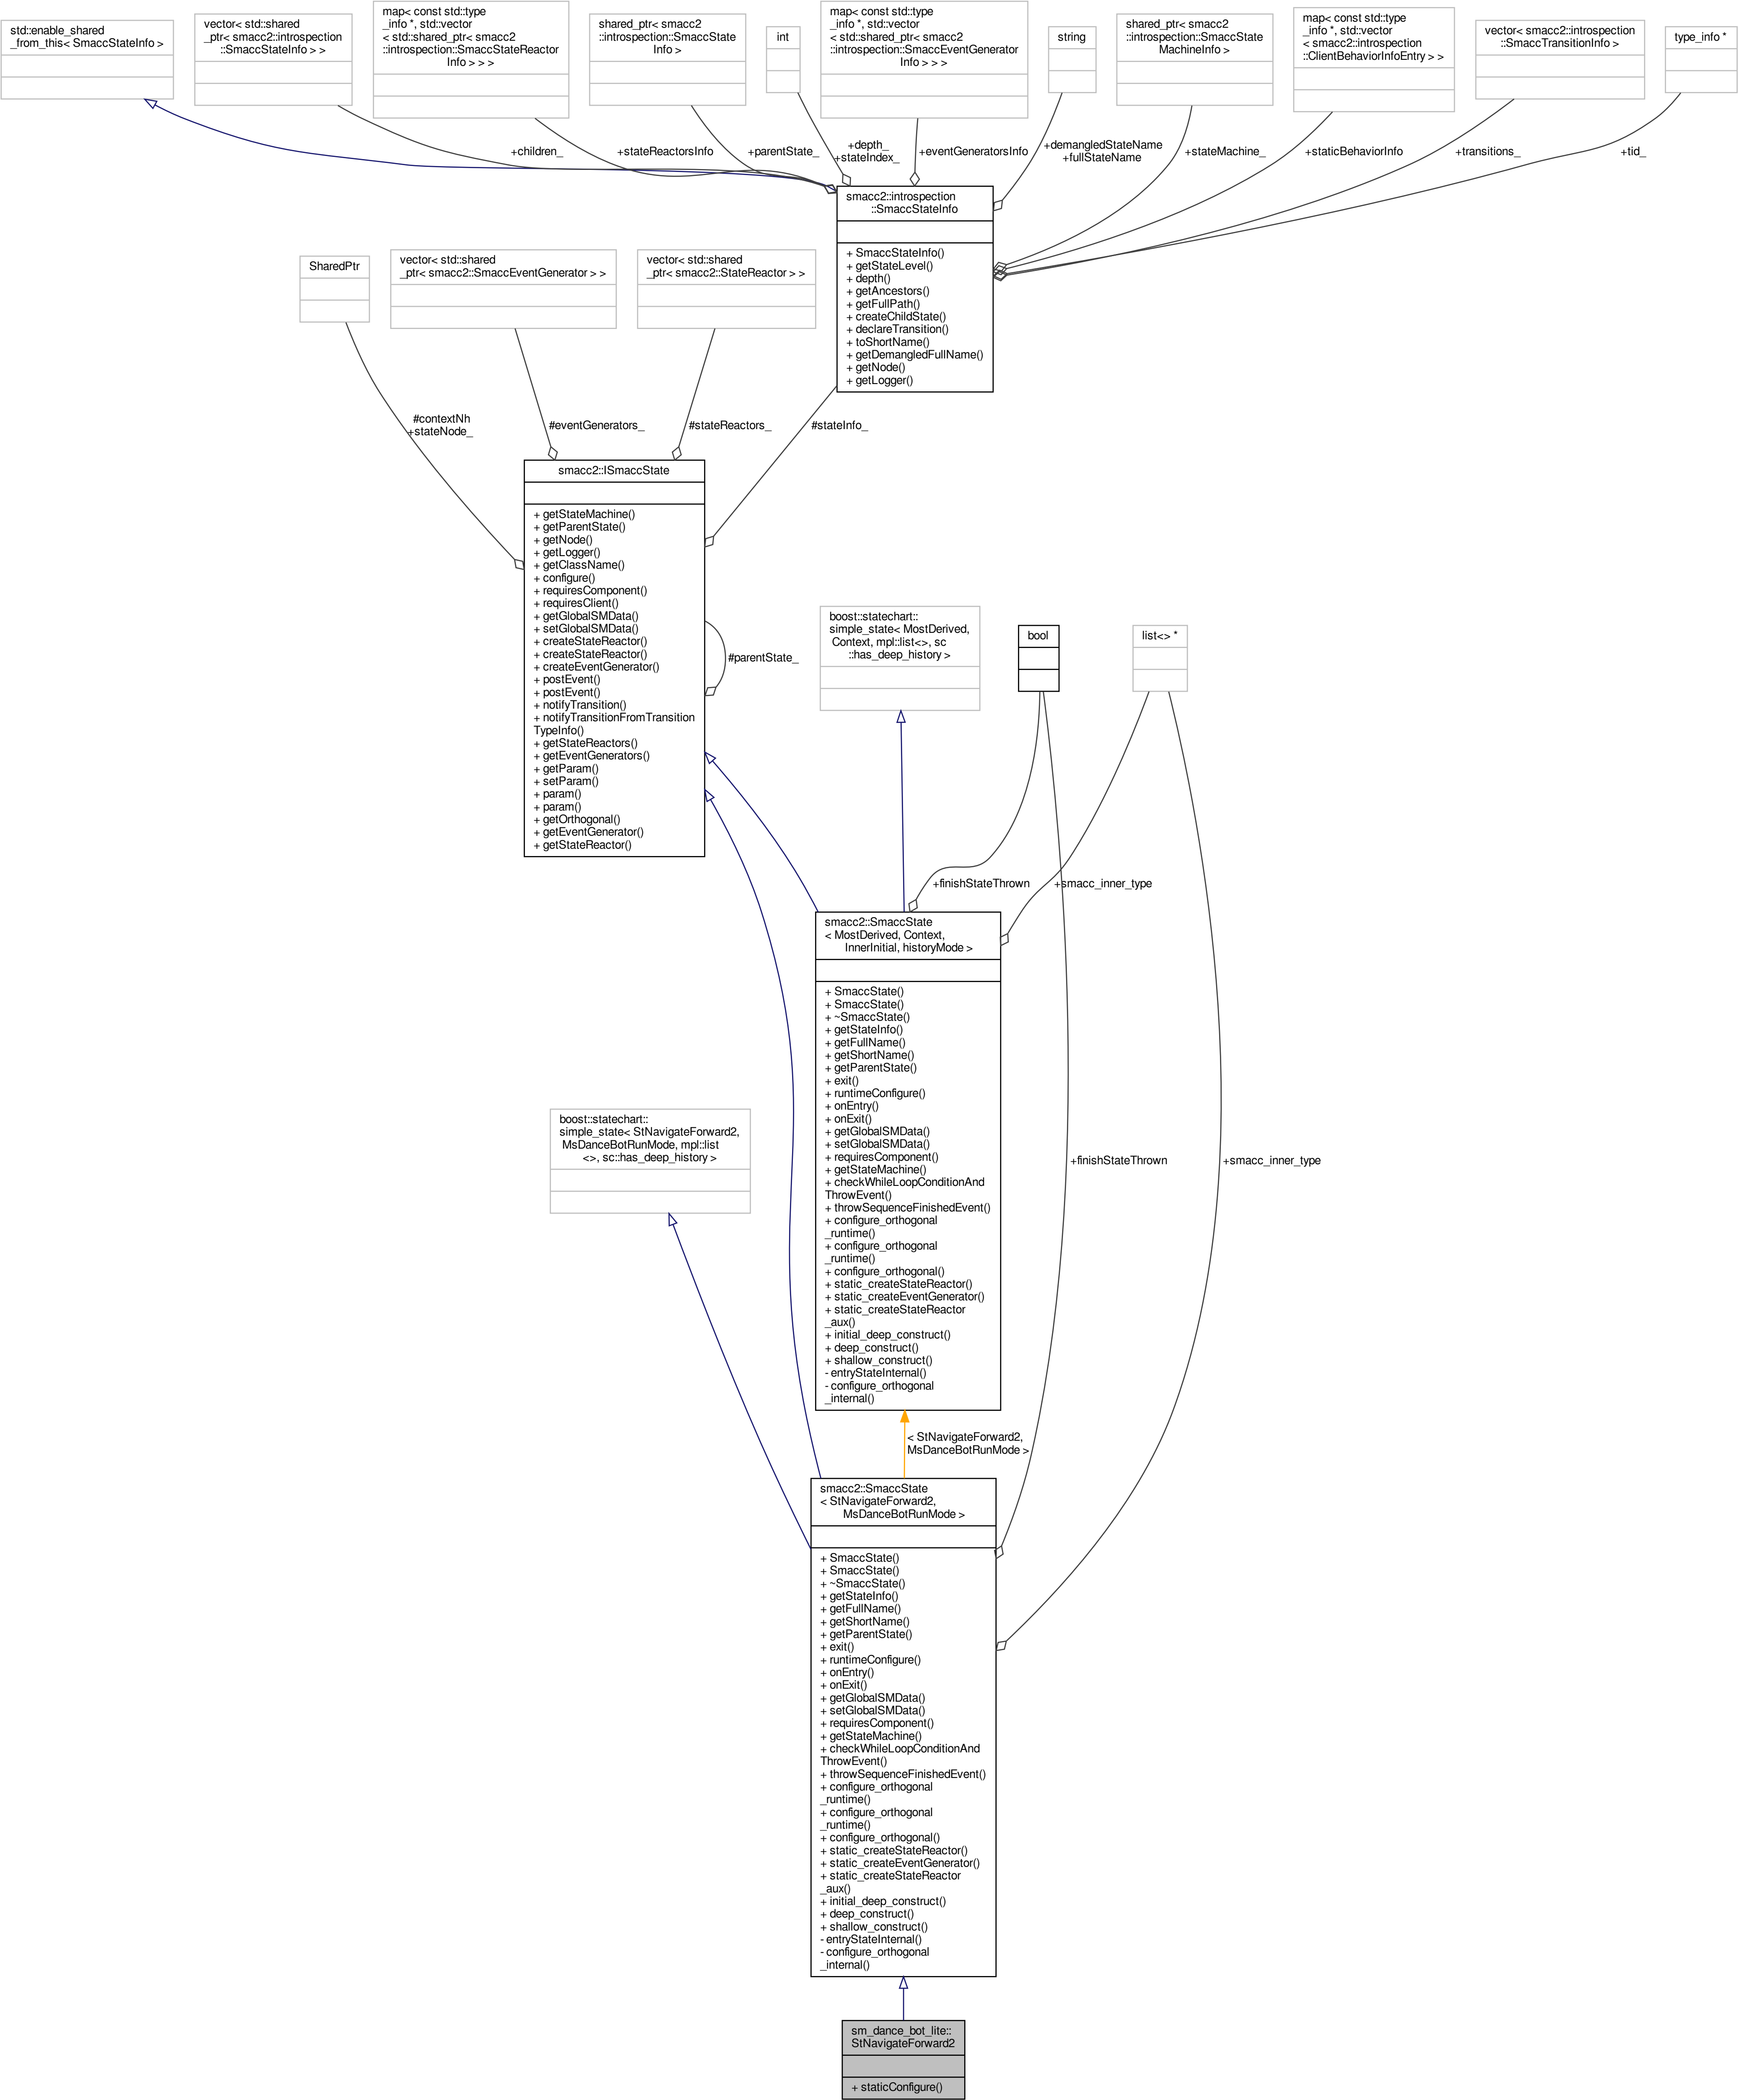 std::enable_shared
_from_this< SmaccStateInfo >
vector< std::shared
_ptr< smacc2::introspection
::SmaccStateInfo > >
map< const std::type
_info *, std::vector
< std::shared_ptr< smacc2
::introspection::SmaccStateReactor
Info > > >
shared_ptr< smacc2
::introspection::SmaccState
Info >
int
map< const std::type
_info *, std::vector
< std::shared_ptr< smacc2
::introspection::SmaccEventGenerator
Info > > >
string
shared_ptr< smacc2
::introspection::SmaccState
MachineInfo >
map< const std::type
_info *, std::vector
< smacc2::introspection
::ClientBehaviorInfoEntry > >
vector< smacc2::introspection
::SmaccTransitionInfo >
type_info *
+children_
+stateReactorsInfo
+parentState_
+depth_
+stateIndex_
+eventGeneratorsInfo
+demangledStateName
+fullStateName
+stateMachine_
+staticBehaviorInfo
+transitions_
+tid_
smacc2::introspection
::SmaccStateInfo
+ SmaccStateInfo()
+ getStateLevel()
+ depth()
+ getAncestors()
+ getFullPath()
+ createChildState()
+ declareTransition()
+ toShortName()
+ getDemangledFullName()
+ getNode()
+ getLogger()
SharedPtr
vector< std::shared
_ptr< smacc2::SmaccEventGenerator > >
vector< std::shared
_ptr< smacc2::StateReactor > >
#contextNh
+stateNode_
#eventGenerators_
#stateReactors_
#stateInfo_
smacc2::ISmaccState
+ getStateMachine()
+ getParentState()
+ getNode()
+ getLogger()
+ getClassName()
+ configure()
+ requiresComponent()
+ requiresClient()
+ getGlobalSMData()
+ setGlobalSMData()
+ createStateReactor()
+ createStateReactor()
+ createEventGenerator()
+ postEvent()
+ postEvent()
+ notifyTransition()
+ notifyTransitionFromTransition
TypeInfo()
+ getStateReactors()
+ getEventGenerators()
+ getParam()
+ setParam()
+ param()
+ param()
+ getOrthogonal()
+ getEventGenerator()
+ getStateReactor()
#parentState_
boost::statechart::
simple_state< MostDerived,
Context, mpl::list<>, sc
::has_deep_history >
bool
list<> *
+finishStateThrown
+smacc_inner_type
smacc2::SmaccState
< MostDerived, Context,
InnerInitial, historyMode >
+ SmaccState()
+ SmaccState()
+ ~SmaccState()
+ getStateInfo()
+ getFullName()
+ getShortName()
+ getParentState()
+ exit()
+ runtimeConfigure()
+ onEntry()
+ onExit()
+ getGlobalSMData()
+ setGlobalSMData()
+ requiresComponent()
+ getStateMachine()
+ checkWhileLoopConditionAnd
ThrowEvent()
+ throwSequenceFinishedEvent()
+ configure_orthogonal
_runtime()
+ configure_orthogonal
_runtime()
+ configure_orthogonal()
+ static_createStateReactor()
+ static_createEventGenerator()
+ static_createStateReactor
_aux()
+ initial_deep_construct()
+ deep_construct()
+ shallow_construct()
- entryStateInternal()
- configure_orthogonal
_internal()
boost::statechart::
simple_state< StNavigateForward2,
MsDanceBotRunMode, mpl::list
<>, sc::has_deep_history >
+finishStateThrown
+smacc_inner_type
< StNavigateForward2,
MsDanceBotRunMode >
smacc2::SmaccState
< StNavigateForward2,
MsDanceBotRunMode >
+ SmaccState()
+ SmaccState()
+ ~SmaccState()
+ getStateInfo()
+ getFullName()
+ getShortName()
+ getParentState()
+ exit()
+ runtimeConfigure()
+ onEntry()
+ onExit()
+ getGlobalSMData()
+ setGlobalSMData()
+ requiresComponent()
+ getStateMachine()
+ checkWhileLoopConditionAnd
ThrowEvent()
+ throwSequenceFinishedEvent()
+ configure_orthogonal
_runtime()
+ configure_orthogonal
_runtime()
+ configure_orthogonal()
+ static_createStateReactor()
+ static_createEventGenerator()
+ static_createStateReactor
_aux()
+ initial_deep_construct()
+ deep_construct()
+ shallow_construct()
- entryStateInternal()
- configure_orthogonal
_internal()
sm_dance_bot_lite::
StNavigateForward2
+ staticConfigure()